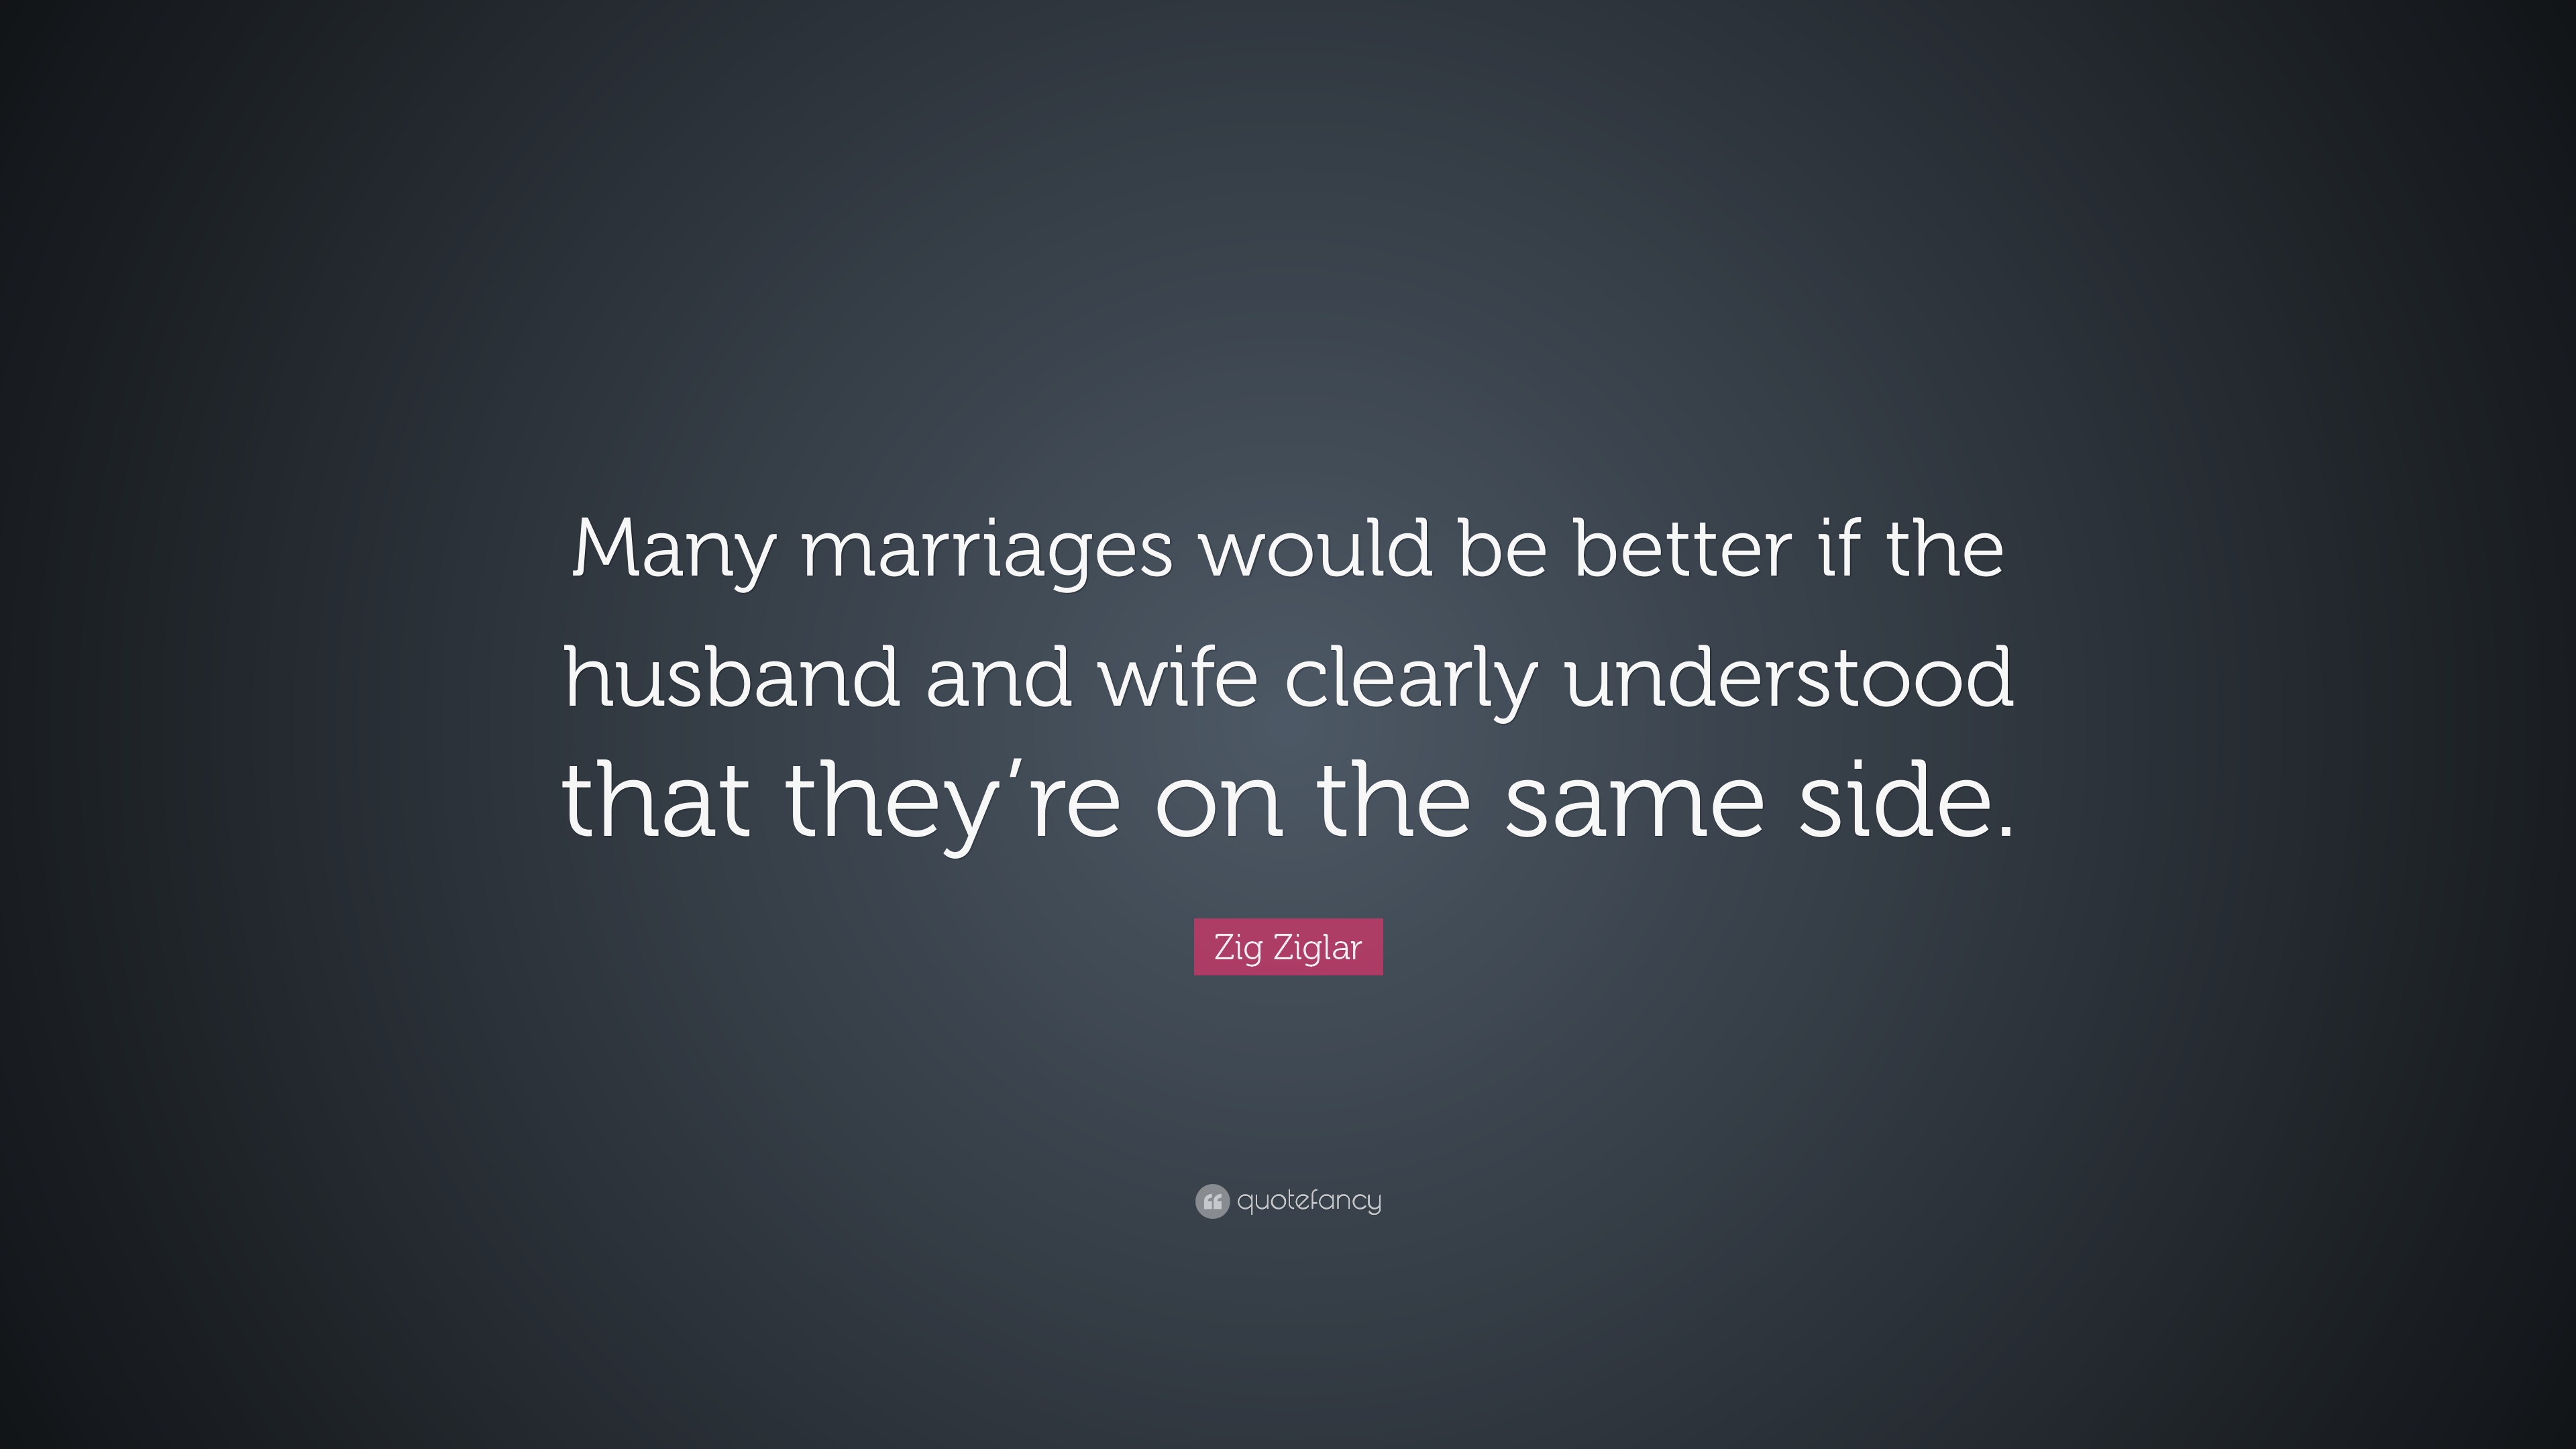 Many marriages would be better if the
husband and wife clearly understood
that they’re on the same side.
Zig Ziglar
quotefancy